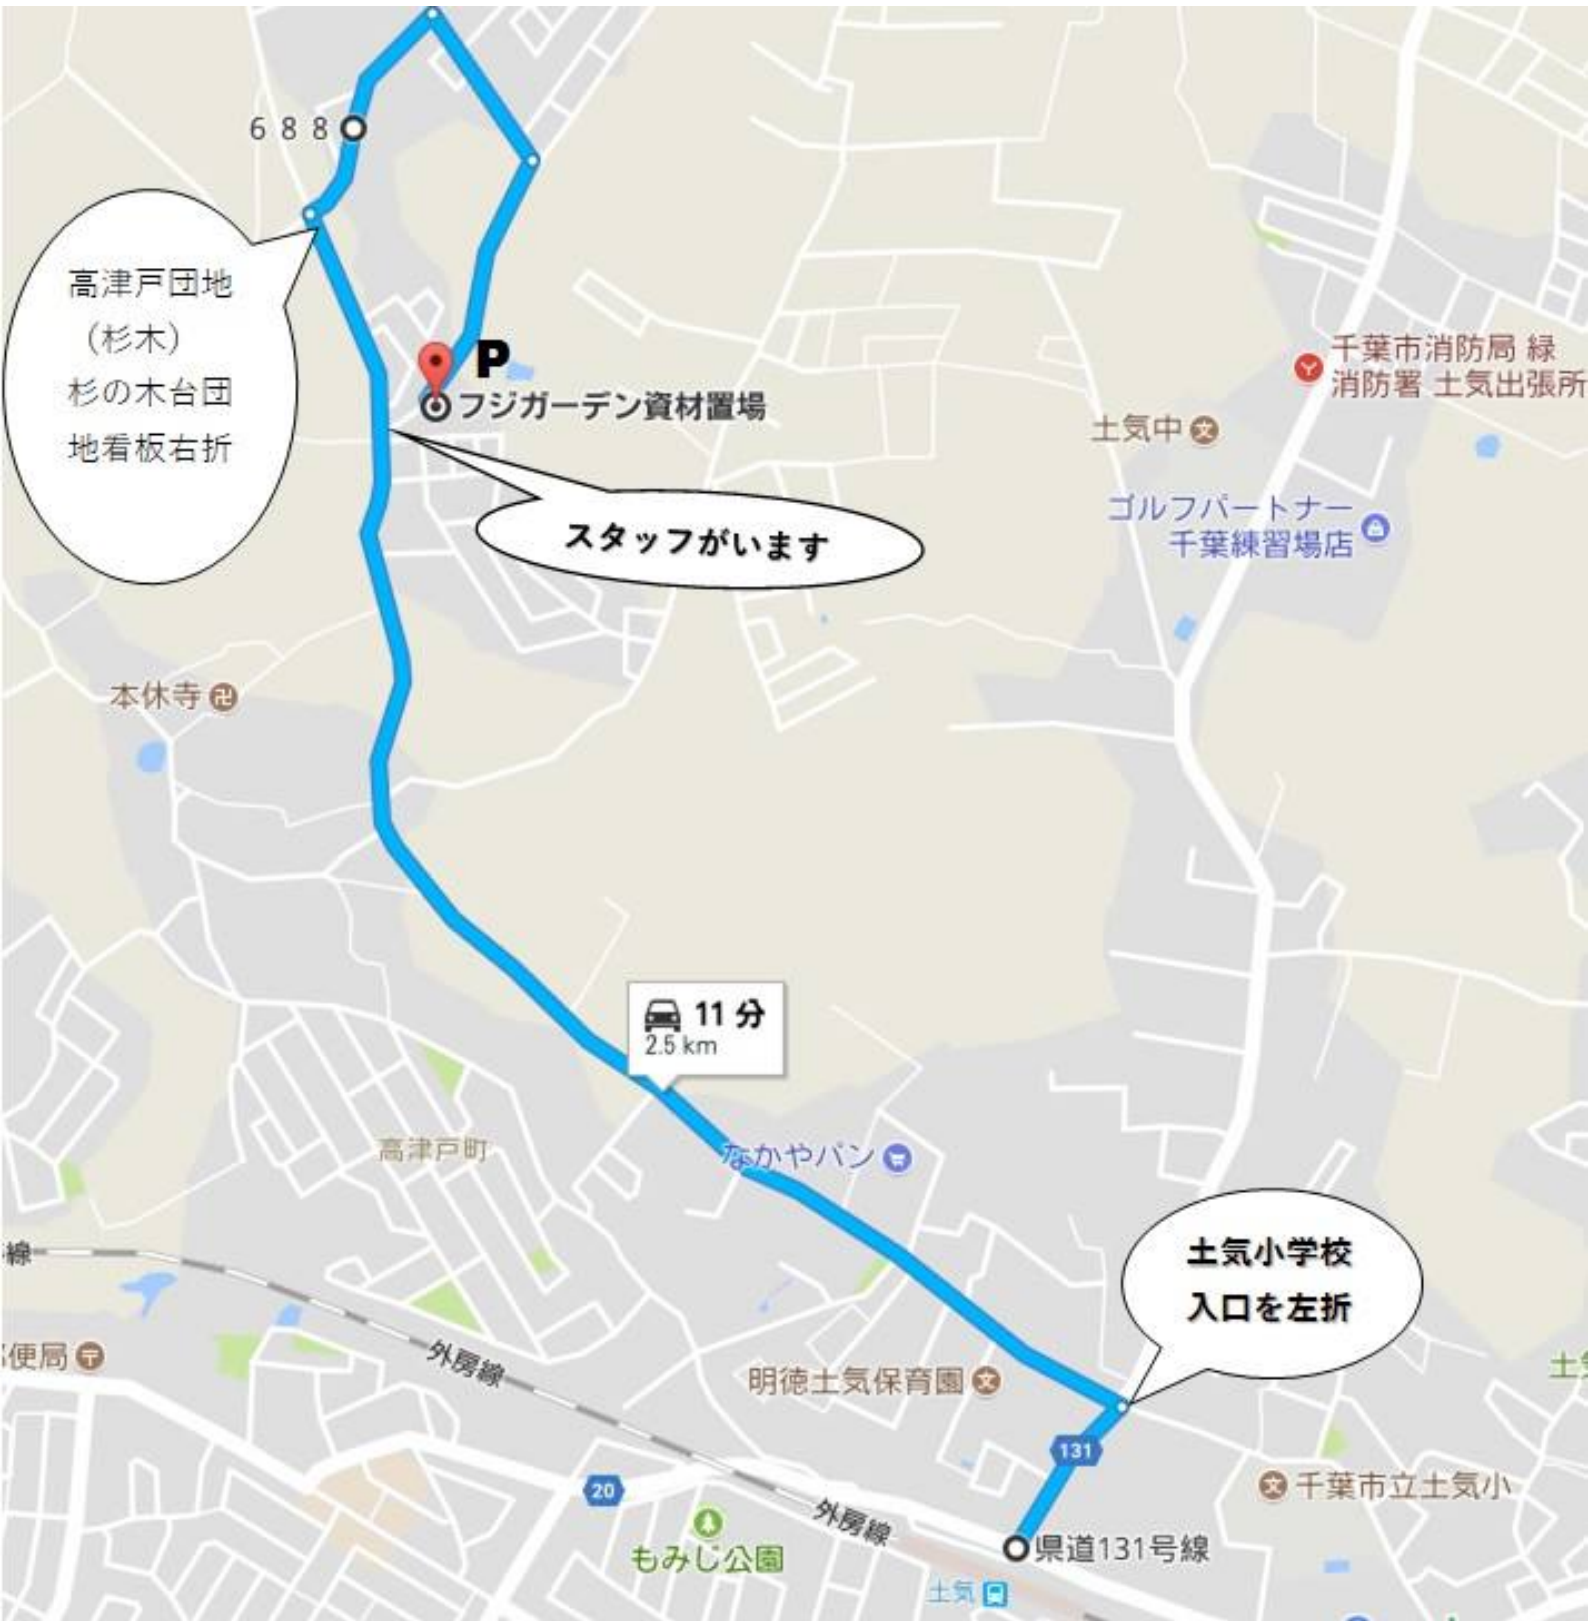 ６８８
高津戸団地
（杉木）
杉の木台団
地看板右折
P
フジガーデン資材置場
千葉市消防局 緑
消防署 土気出張所
土気中
ゴルフパートナー
千葉練習場店
スタッフがいます
本休寺
11 分
2.5 km
高津戸町
なかやパン
土気小学校
入口を左折
線
便局
外房線
明徳土気保育園
131
20
千葉市立土気小
外房線
県道131号線
もみじ公園
土気